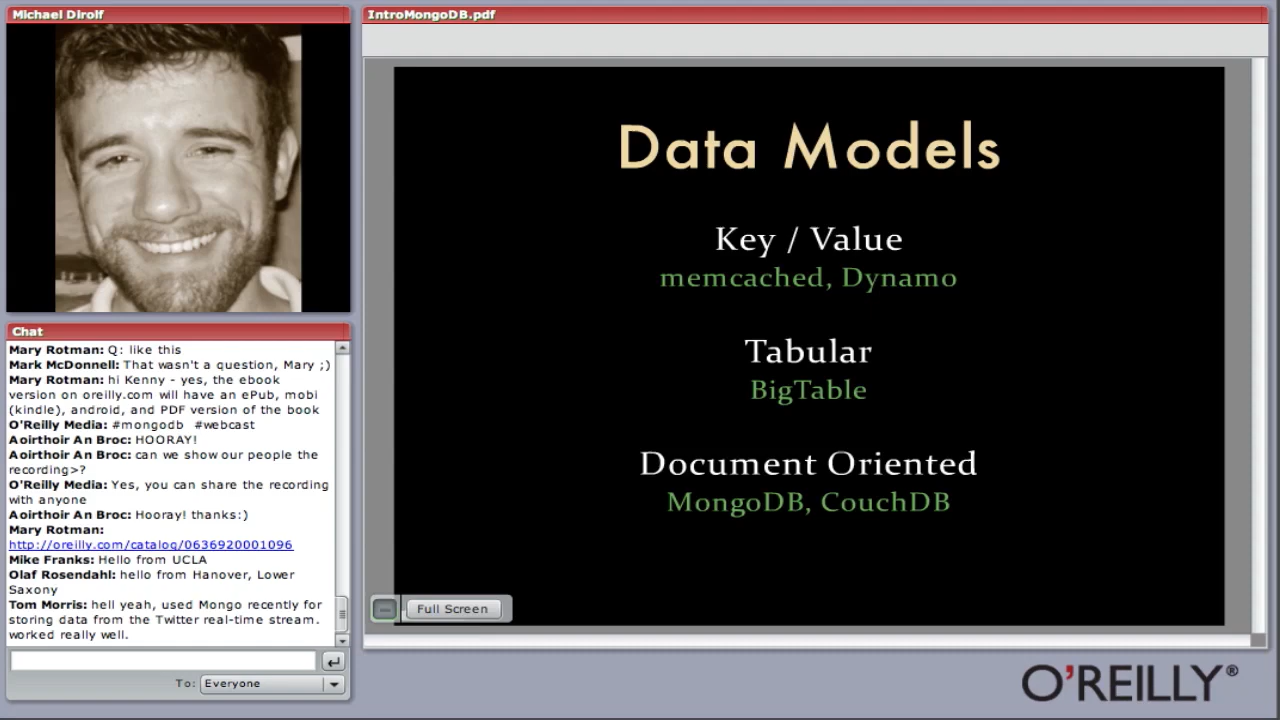 Michael Dirolf
Chat
Mary Rotman: Q: like this
Mark McDonnell: That wasn't a question, Mary ;)
Mary Rotman: hi Kenny - yes, the ebook
version on oreilly.com will have an ePub, mobi
(kindle), android, and PDF version of the book
O'Reilly Media: #mongodb #webcast
Aoirthoir An Broc: HOORAY!
Aoirthoir An Broc: can we show our people the
recording>?
O'Reilly Media: Yes, you can share the recording
with anyone
Aoirthoir An Broc: Hooray! thanks:)
Mary Rotman:
http://oreilly.com/catalog/0636920001096
Mike Franks: Hello from UCLA
Olaf Rosendahl: hello from Hanover, Lower
Saxony
Tom Morris: hell yeah, used Mongo recently for
storing data from the Twitter real-time stream.
worked really well.
To: Everyone
IntroMongoDB.pdf
Data Models
Key / Value
memcached, Dynamo
Tabular
BigTable
Document Oriented
MongoDB, CouchDB
Full Screen
O'REILLY®